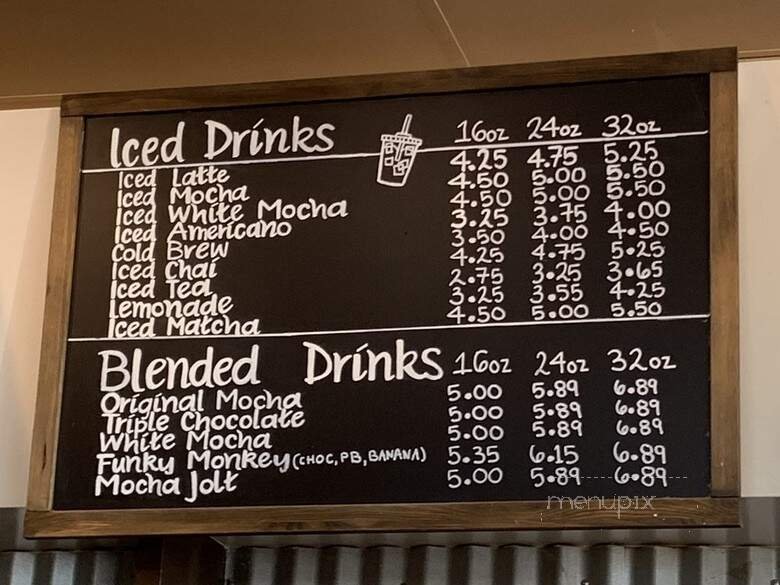 Iced Drinks 16oz 24oz 32oz
Iced Latte 4.25 4.75 5.25
Iced Mocha 4.50 5.00 5.50
Iced White Mocha 4.50 5.00 5.50
Iced Americano 3.25 3.75 4.00
Cold Brew 3.50 4.00 4.50
Iced Chai 4.25 4.75 5.25
Iced Tea 2.75 3.25 3.65
Lemonade 3.25 3.55 4.25
Iced Matcha 4.50 5.00 5.50
Blended Drinks 16oz 24oz 32oz
Original Mocha 5.00 5.89 6.89
Triple Chocolate 5.00 5.89 6.89
White Mocha 5.00 5.89 6.89
Funky Monkey (CHOC, PB, BANANA) 5.35 6.15 6.89
Mocha Jolt 5.00 5.89 6.89
menupix